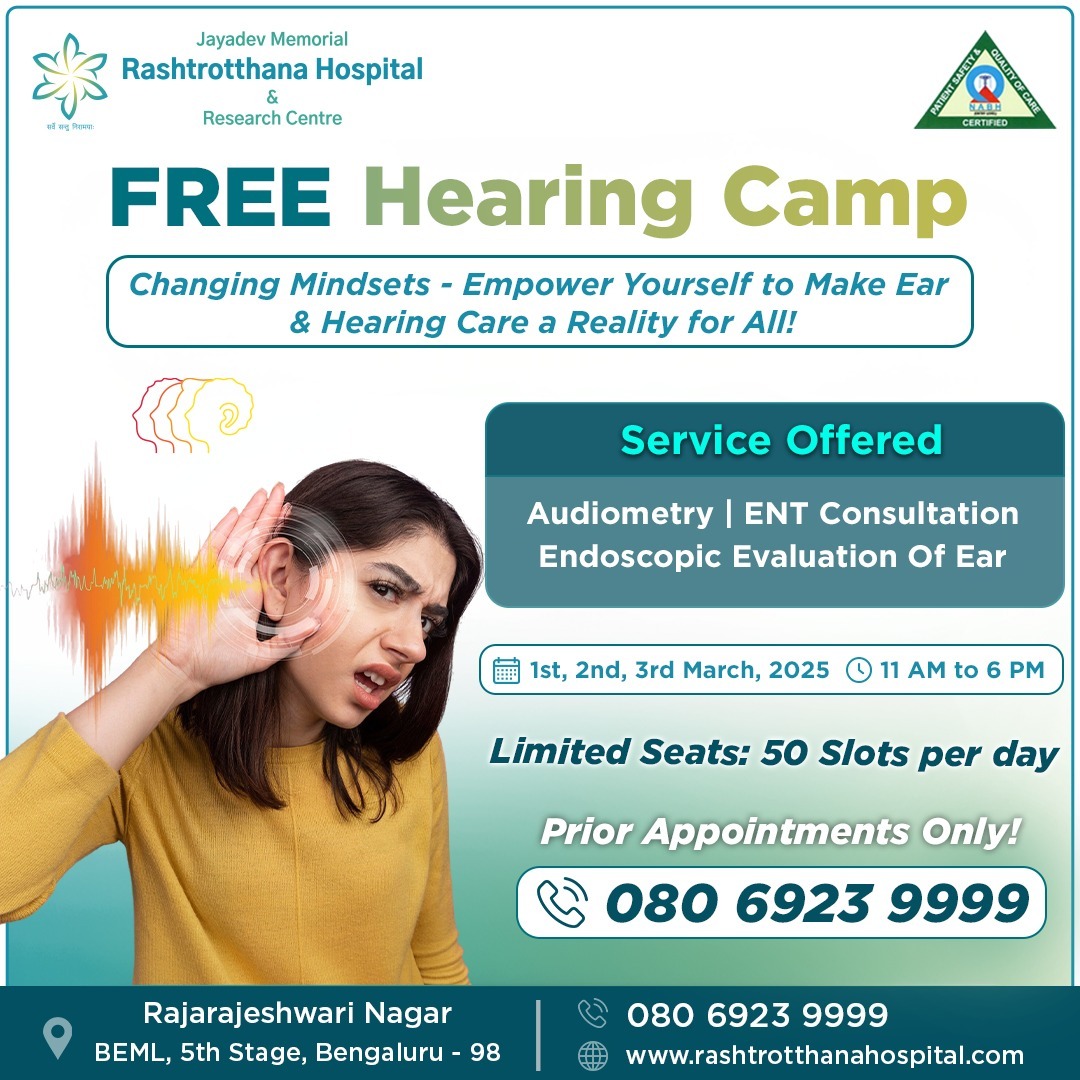 Jayadev Memorial
Rashtrotthana Hospital
&
Research Centre
सर्वे सन्तु निरामयाः
PATIENT SAFETY & QUALITY OF CARE
NABH
CERTIFIED
FREE Hearing Camp
Changing Mindsets - Empower Yourself to Make Ear
& Hearing Care a Reality for All!
Service Offered
Audiometry | ENT Consultation
Endoscopic Evaluation Of Ear
1st, 2nd, 3rd March, 2025 11 AM to 6 PM
Limited Seats: 50 Slots per day
Prior Appointments Only!
080 6923 9999
Rajarajeshwari Nagar
BEML, 5th Stage, Bengaluru - 98
080 6923 9999
www.rashtrotthanahospital.com